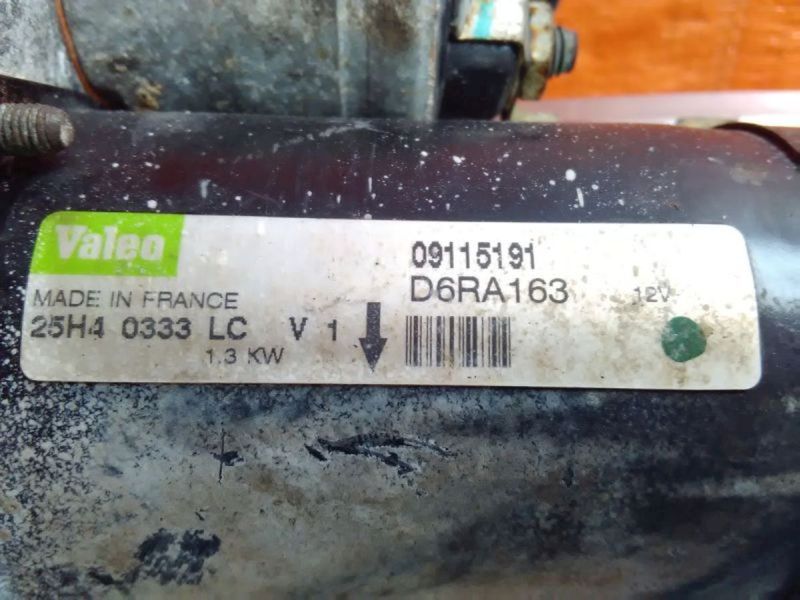 Valeo
09115191
D6RA163 12V
MADE IN FRANCE
25H4 0333 LC V 1
1.3 KW